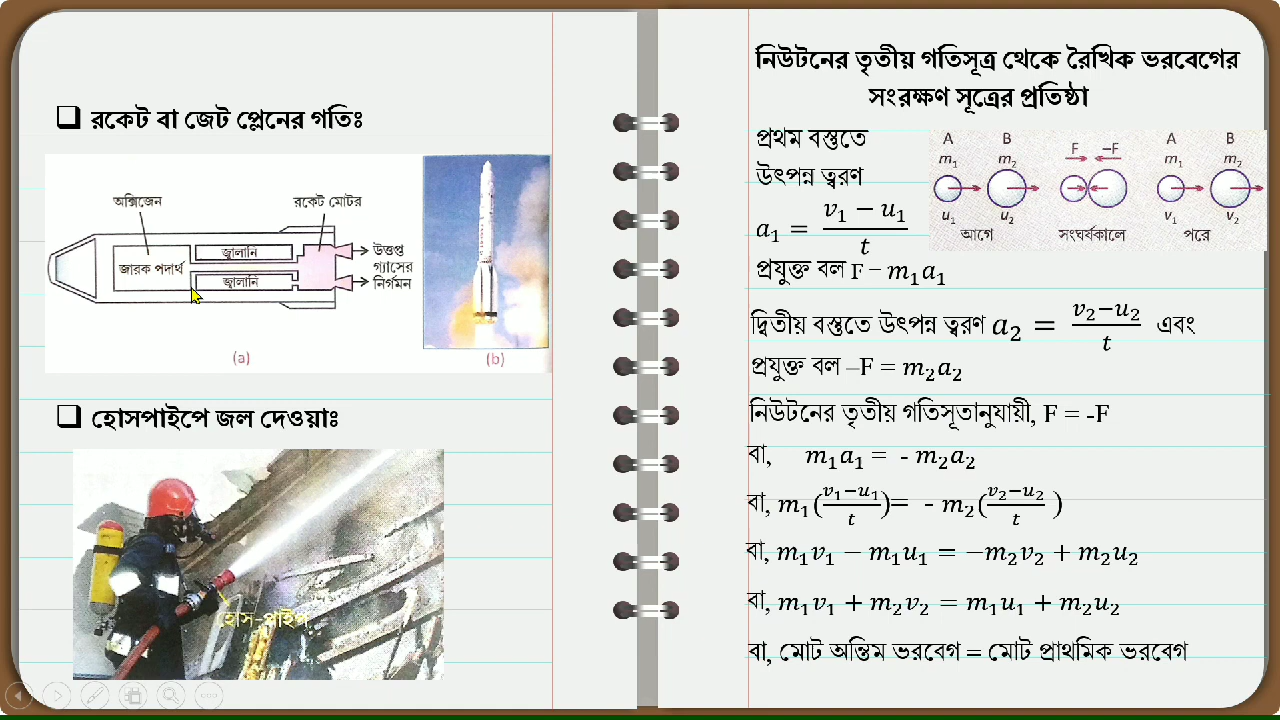 ❑ রকেট বা জেট প্লেনের গতিঃ
অক্সিজেন
রকেট মোটর
জারক পদার্থ
জ্বালানি
জ্বালানি
উত্তপ্ত
গ্যাসের
নির্গমন
(a)
(b)
❑ হোসপাইপে জল দেওয়াঃ
হোস-পাইপ
নিউটনের তৃতীয় গতিসূত্র থেকে রৈখিক ভরবেগের
সংরক্ষণ সূত্রের প্রতিষ্ঠা
প্রথম বস্তুতে
উৎপন্ন ত্বরণ
a₁ = (v₁ − u₁)/t
প্রযুক্ত বল F = m₁a₁
A B F –F A B
m₁ m₂ m₁ m₂
u₁ u₂ v₁ v₂
আগে সংঘর্ষকালে পরে
দ্বিতীয় বস্তুতে উৎপন্ন ত্বরণ a₂ = (v₂−u₂)/t এবং
প্রযুক্ত বল –F = m₂a₂
নিউটনের তৃতীয় গতিসূতানুযায়ী, F = -F
বা, m₁a₁ = - m₂a₂
বা, m₁((v₁−u₁)/t)= - m₂((v₂−u₂)/t )
বা, m₁v₁ − m₁u₁ = −m₂v₂ + m₂u₂
বা, m₁v₁ + m₂v₂ = m₁u₁ + m₂u₂
বা, মোট অন্তিম ভরবেগ = মোট প্রাথমিক ভরবেগ